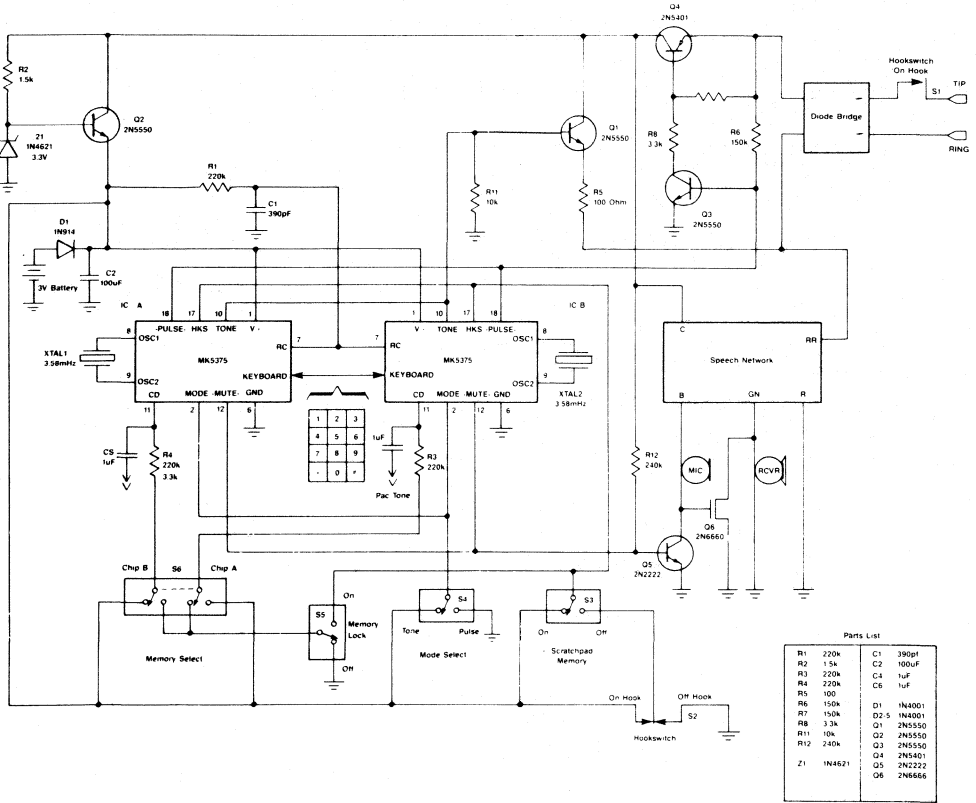 Q4
2N5401
R2
1.5k
Q2
2N5550
Z1
1N4621
3.3V
Hookswitch
On Hook
S1
TIP
Diode Bridge
RING
Q1
2N5550
R8
3.3k
R6
150k
R1
220k
C1
390pF
R11
10k
R5
100 Ohm
Q3
2N5550
D1
1N914
3V Battery
C2
100uF
IC A
18 17 10 1
-PULSE- HKS TONE V-
8
OSC1
RC
7
XTAL1
3.58mHz
MK5375
9
OSC2
KEYBOARD
CD MODE -MUTE- GND
11 2 12 6
IC B
1 10 17 18
V- TONE HKS -PULSE-
7
RC
OSC1
8
MK5375
KEYBOARD
OSC2
9
XTAL2
3.58mHz
CD MODE -MUTE- GND
11 2 12 6
C
RR
Speech Network
B GN R
1 2 3
4 5 6
7 8 9
- 0 #
CS
1uF
R4
220k
3.3k
1uF
R3
220k
Pac Tone
R12
240k
MIC
RCVR
Q6
2N6660
Q5
2N2222
Chip B S6 Chip A
Memory Select
On
S5
Memory
Lock
Off
S4
Tone Pulse
Mode Select
S3
On Off
- Scratchpad
Memory
On Hook Off Hook
S2
Hookswitch
Parts List
R1 220k C1 390pf
R2 1.5k C2 100uF
R3 220k C4 1uF
R4 220k C6 1uF
R5 100
R6 150k D1 1N4001
R7 150k D2-5 1N4001
R8 3.3k Q1 2N5550
R11 10k Q2 2N5550
R12 240k Q3 2N5550
Q4 2N5401
Z1 1N4621 Q5 2N2222
Q6 2N6666